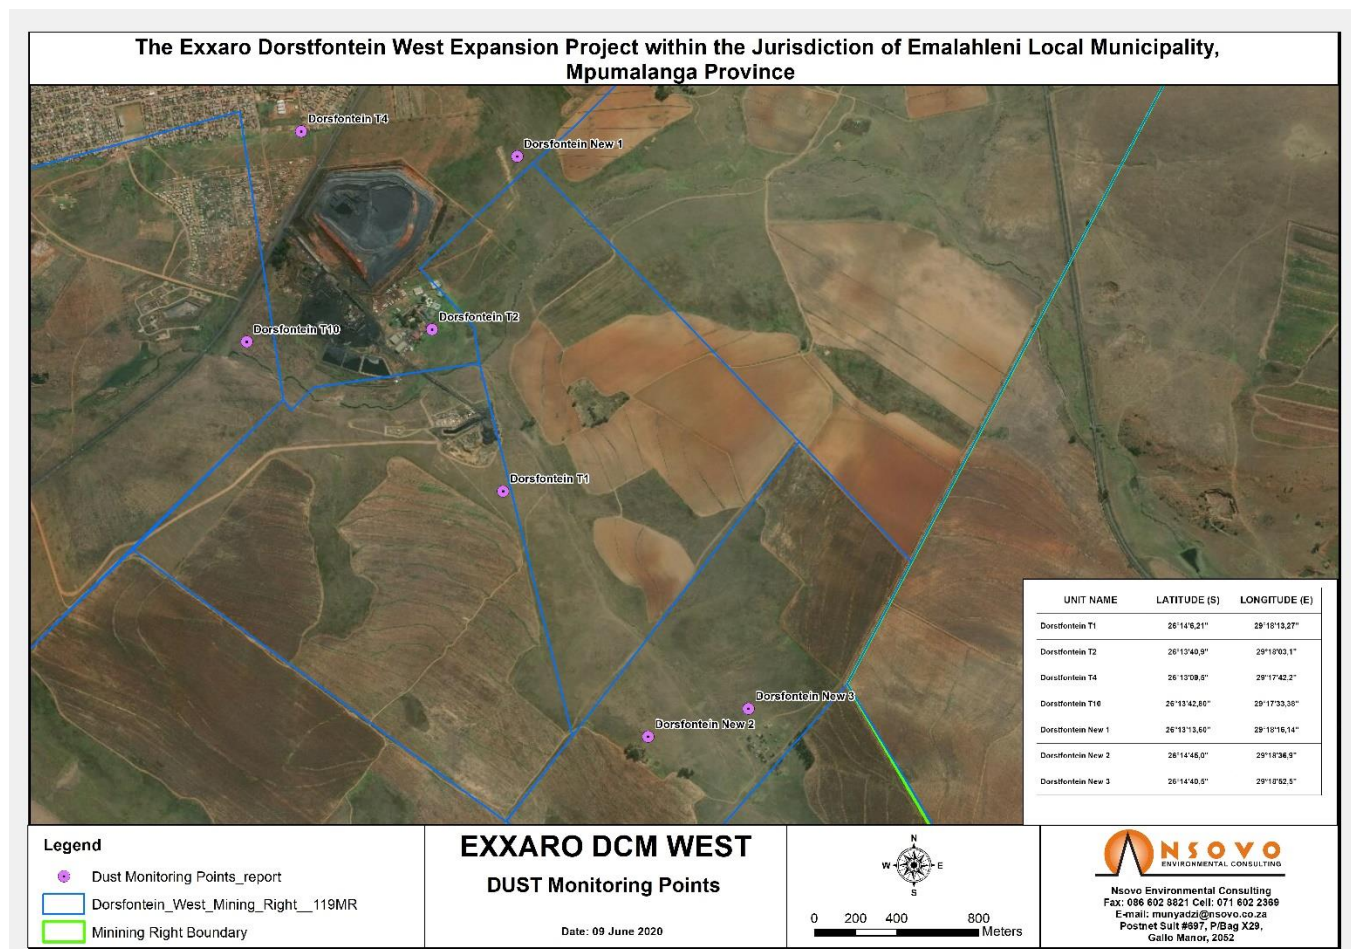 The Exxaro Dorstfontein West Expansion Project within the Jurisdiction of Emalahleni Local Municipality,
Mpumalanga Province
Dorsfontein T4
Dorsfontein New 1
Dorsfontein T10
Dorsfontein T2
Dorsfontein T1
Dorsfontein New 3
Dorsfontein New 2
UNIT NAME LATITUDE (S) LONGITUDE (E)
Dorstfontein T1 26°14'6,21" 29°18'13,27"
Dorstfontein T2 26°13'40,9" 29°18'03,1"
Dorstfontein T4 26°13'09,5" 29°17'42,2"
Dorstfontein T10 26°13'42,80" 29°17'33,38"
Dorstfontein New 1 26°13'13,60" 29°18'16,14"
Dorstfontein New 2 26°14'45,0" 29°18'36,9"
Dorstfontein New 3 26°14'40,5" 29°18'52,5"
Legend
Dust Monitoring Points_report
Dorsfontein_West_Mining_Right__119MR
Minining Right Boundary
EXXARO DCM WEST
DUST Monitoring Points
Date: 09 June 2020
N
W E
S
0 200 400 800
Meters
NSOVO
ENVIRONMENTAL CONSULTING
Nsovo Environmental Consulting
Fax: 086 602 8821 Cell: 071 602 2369
E-mail: munyadzi@nsovo.co.za
Postnet Suit #697, P/Bag X29,
Gallo Manor, 2052